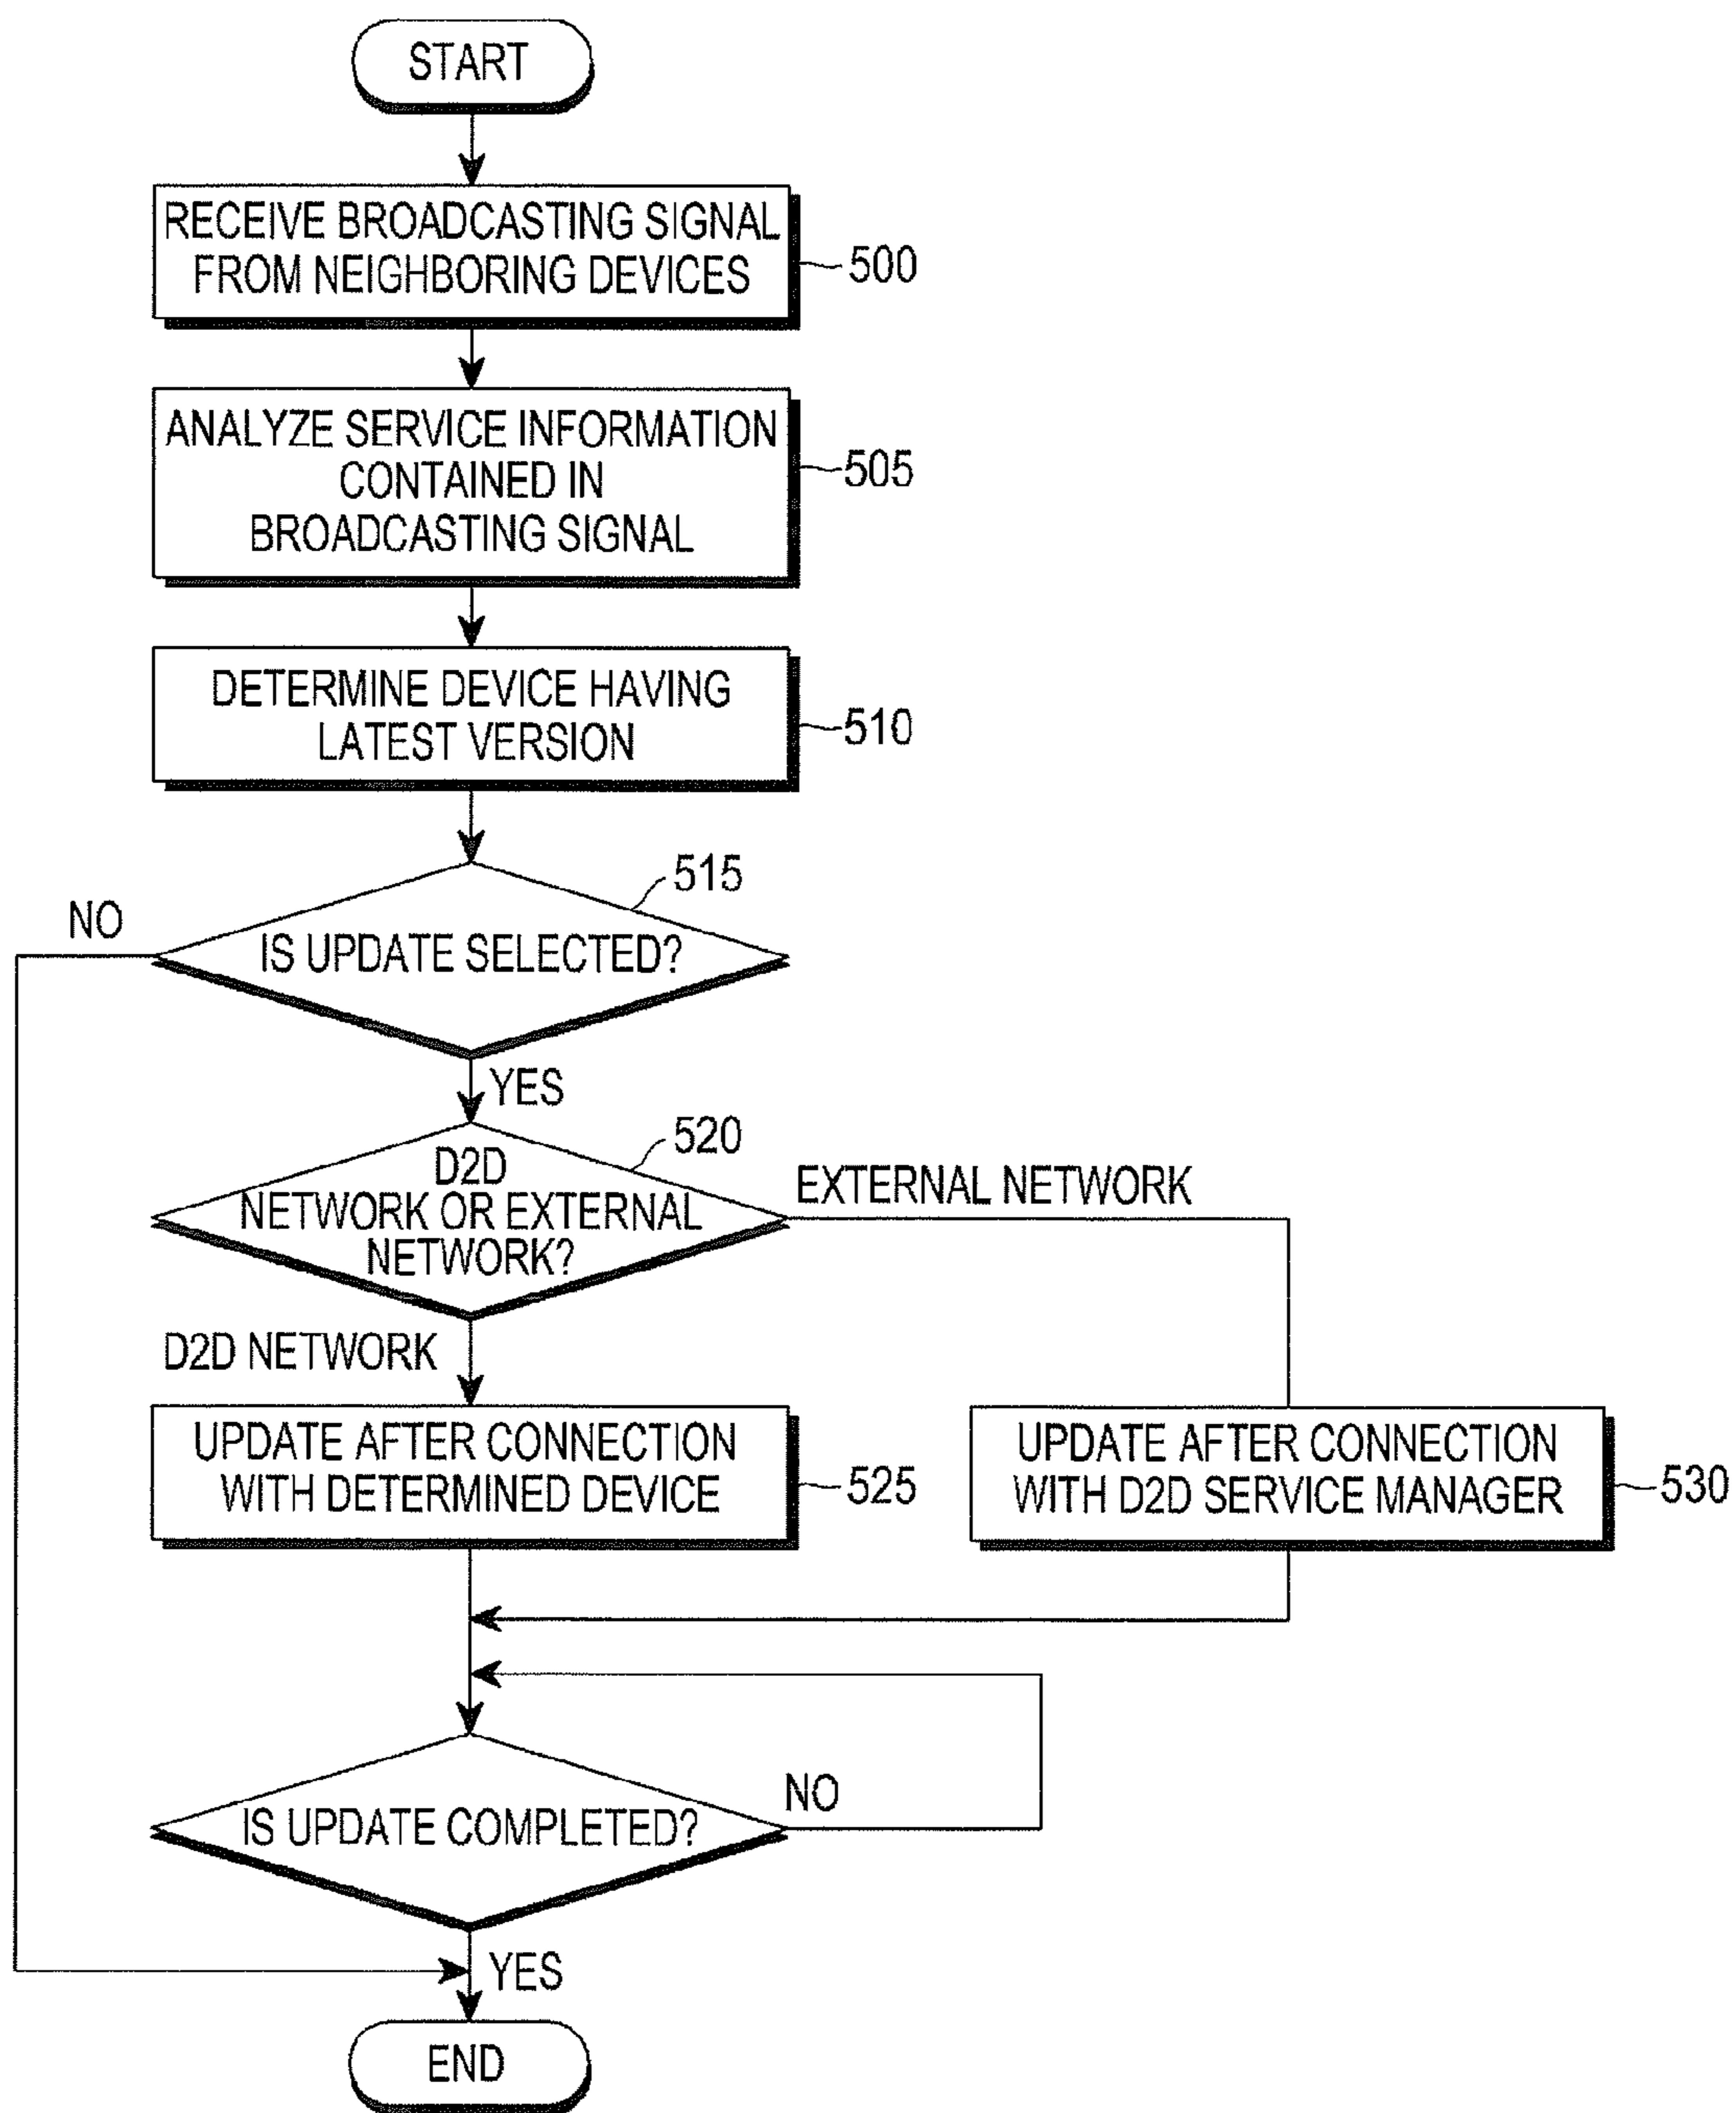 START
RECEIVE BROADCASTING SIGNAL
FROM NEIGHBORING DEVICES
500
ANALYZE SERVICE INFORMATION
CONTAINED IN
BROADCASTING SIGNAL
505
DETERMINE DEVICE HAVING
LATEST VERSION
510
515
NO
IS UPDATE SELECTED?
YES
520
D2D
NETWORK OR EXTERNAL
NETWORK?
EXTERNAL NETWORK
D2D NETWORK
UPDATE AFTER CONNECTION
WITH DETERMINED DEVICE
525
UPDATE AFTER CONNECTION
WITH D2D SERVICE MANAGER
530
IS UPDATE COMPLETED?
NO
YES
END